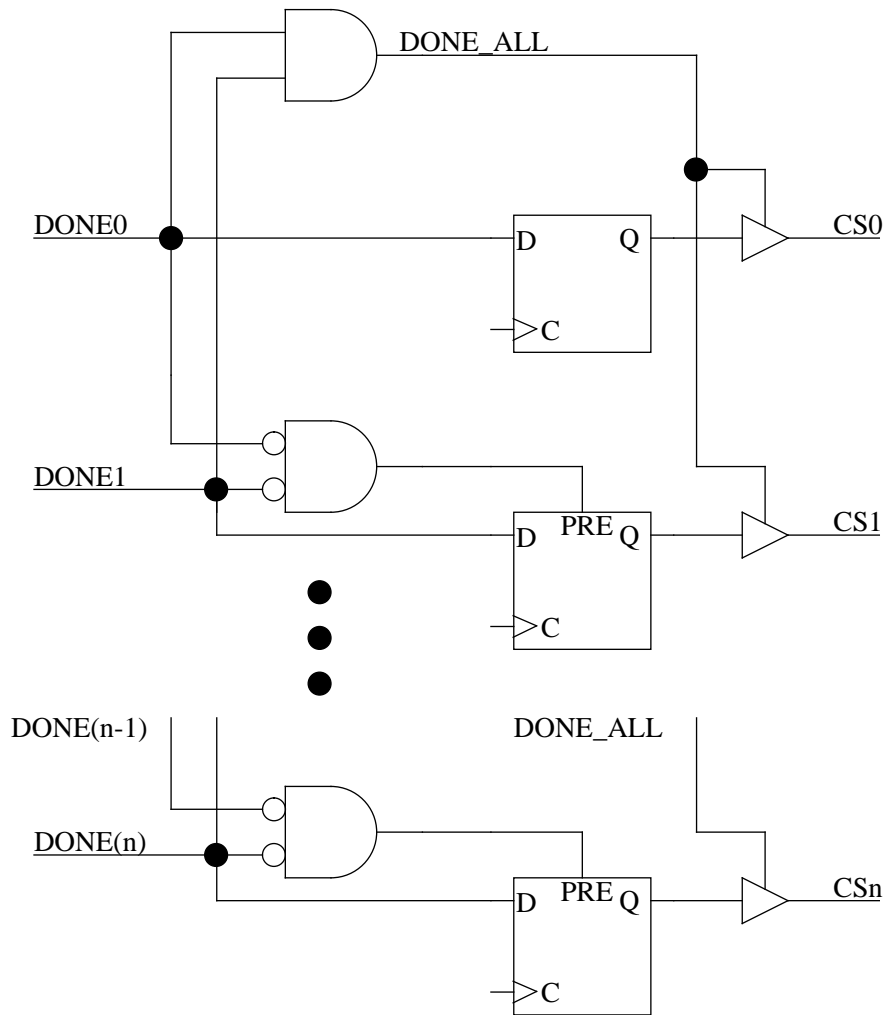 DONE_ALL
DONE0
CS0
D
Q
C
DONE1
CS1
D
PRE
Q
C
DONE(n-1)
DONE_ALL
DONE(n)
CSn
D
PRE
Q
C